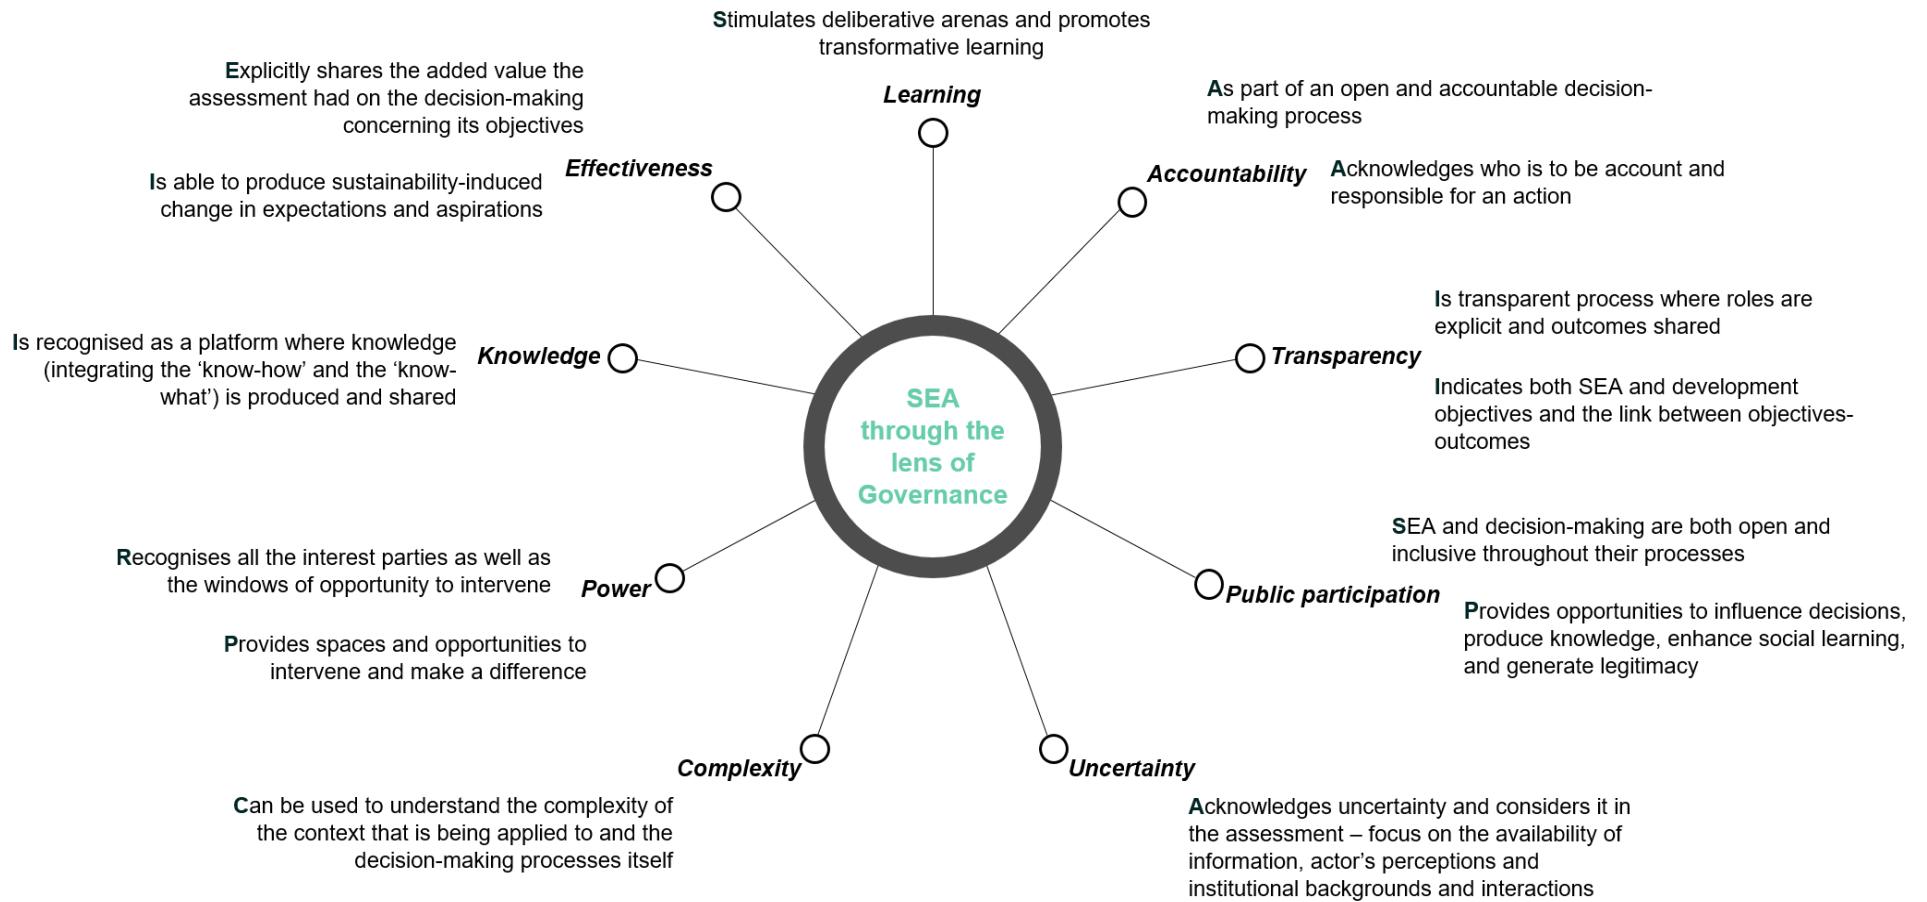 Stimulates deliberative arenas and promotes
transformative learning
Learning
Explicitly shares the added value the
assessment had on the decision-making
concerning its objectives
Effectiveness
Is able to produce sustainability-induced
change in expectations and aspirations
As part of an open and accountable decision-
making process
Accountability
Acknowledges who is to be account and
responsible for an action
Is recognised as a platform where knowledge
(integrating the ‘know-how’ and the ‘know-
what’) is produced and shared
Knowledge
SEA
through the
lens of
Governance
Is transparent process where roles are
explicit and outcomes shared
Transparency
Indicates both SEA and development
objectives and the link between objectives-
outcomes
Recognises all the interest parties as well as
the windows of opportunity to intervene
Power
Provides spaces and opportunities to
intervene and make a difference
SEA and decision-making are both open and
inclusive throughout their processes
Public participation
Provides opportunities to influence decisions,
produce knowledge, enhance social learning,
and generate legitimacy
Complexity
Can be used to understand the complexity of
the context that is being applied to and the
decision-making processes itself
Uncertainty
Acknowledges uncertainty and considers it in
the assessment – focus on the availability of
information, actor’s perceptions and
institutional backgrounds and interactions